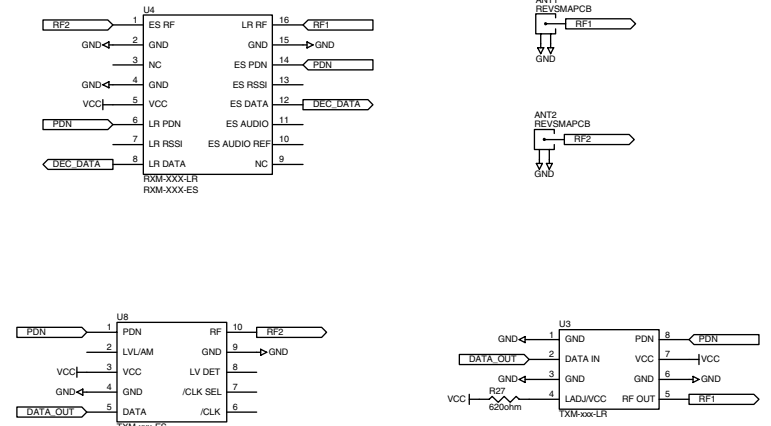 U4
RF2 1 ES RF LR RF 16 RF1
GND 2 GND GND 15 GND
3 NC ES PDN 14 PDN
GND 4 GND ES RSSI 13
VCC 5 VCC ES DATA 12 DEC_DATA
PDN 6 LR PDN ES AUDIO 11
7 LR RSSI ES AUDIO REF 10
DEC_DATA 8 LR DATA NC 9
RXM-XXX-LR
RXM-XXX-ES
ANT1
REVSMAPCB
RF1
GND
ANT2
REVSMAPCB
RF2
GND
U8
PDN 1 PDN RF 10 RF2
2 LVL/AM GND 9 GND
VCC 3 VCC LV DET 8
GND 4 GND /CLK SEL 7
DATA_OUT 5 DATA /CLK 6
TXM-xxx-ES
U3
GND 1 GND PDN 8 PDN
DATA_OUT 2 DATA IN VCC 7 VCC
GND 3 GND GND 6 GND
VCC R27 4 LADJ/VCC RF OUT 5 RF1
620ohm
TXM-xxx-LR